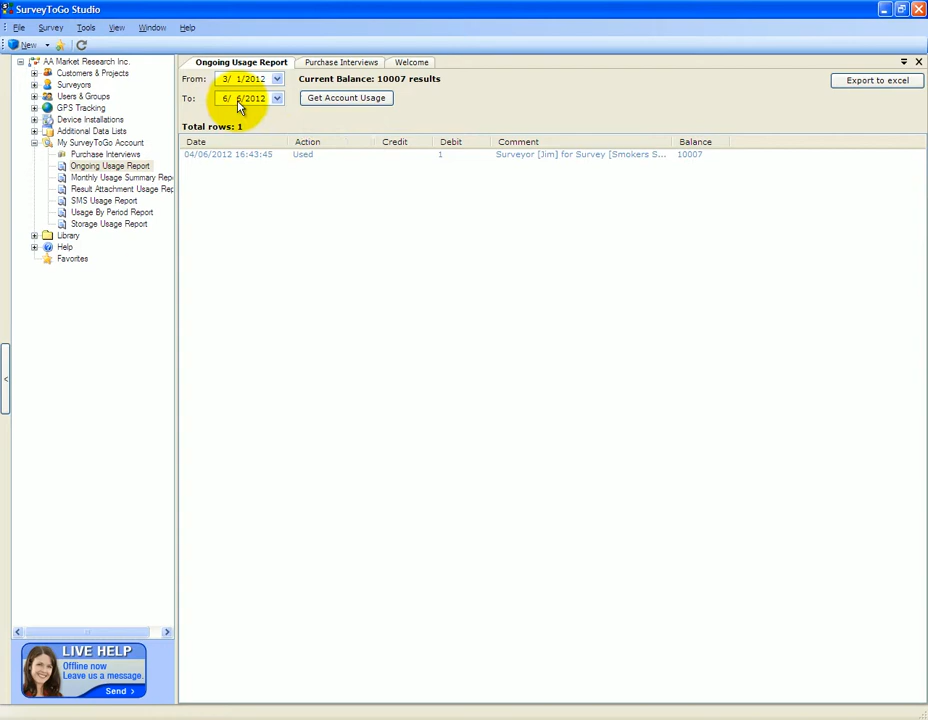 SurveyToGo Studio
File Survey Tools View Window Help
New
AA Market Research Inc.
Customers & Projects
Surveyors
Users & Groups
GPS Tracking
Device Installations
Additional Data Lists
My SurveyToGo Account
Purchase Interviews
Ongoing Usage Report
Monthly Usage Summary Repo
Result Attachment Usage Rep
SMS Usage Report
Usage By Period Report
Storage Usage Report
Library
Help
Favorites
LIVE HELP
Offline now
Leave us a message.
Send >
<
Ongoing Usage Report Purchase Interviews Welcome
From: 3/ 1/2012 Current Balance: 10007 results Export to excel
To: 6/ 6/2012 Get Account Usage
Total rows: 1
Date Action Credit Debit Comment Balance
04/06/2012 16:43:45 Used 1 Surveyor [Jim] for Survey [Smokers S... 10007